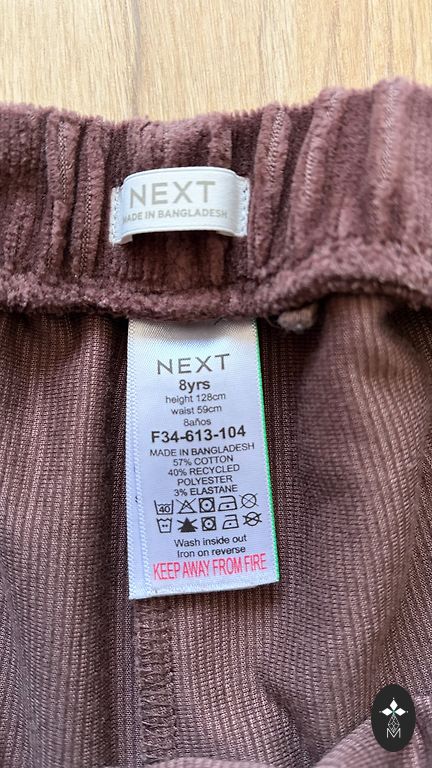 NEXT
MADE IN BANGLADESH
NEXT
8yrs
height 128cm
waist 59cm
8años
F34-613-104
MADE IN BANGLADESH
57% COTTON
40% RECYCLED
POLYESTER
3% ELASTANE
40
Wash inside out
Iron on reverse
KEEP AWAY FROM FIRE
M